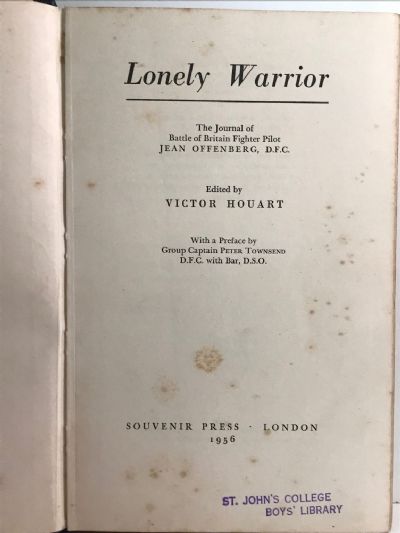 Lonely Warrior
The Journal of
Battle of Britain Fighter Pilot
JEAN OFFENBERG, D.F.C.
Edited by
VICTOR HOUART
With a Preface by
Group Captain PETER TOWNSEND
D.F.C. with Bar, D.S.O.
SOUVENIR PRESS · LONDON
1956
ST. JOHN'S COLLEGE
BOYS' LIBRARY